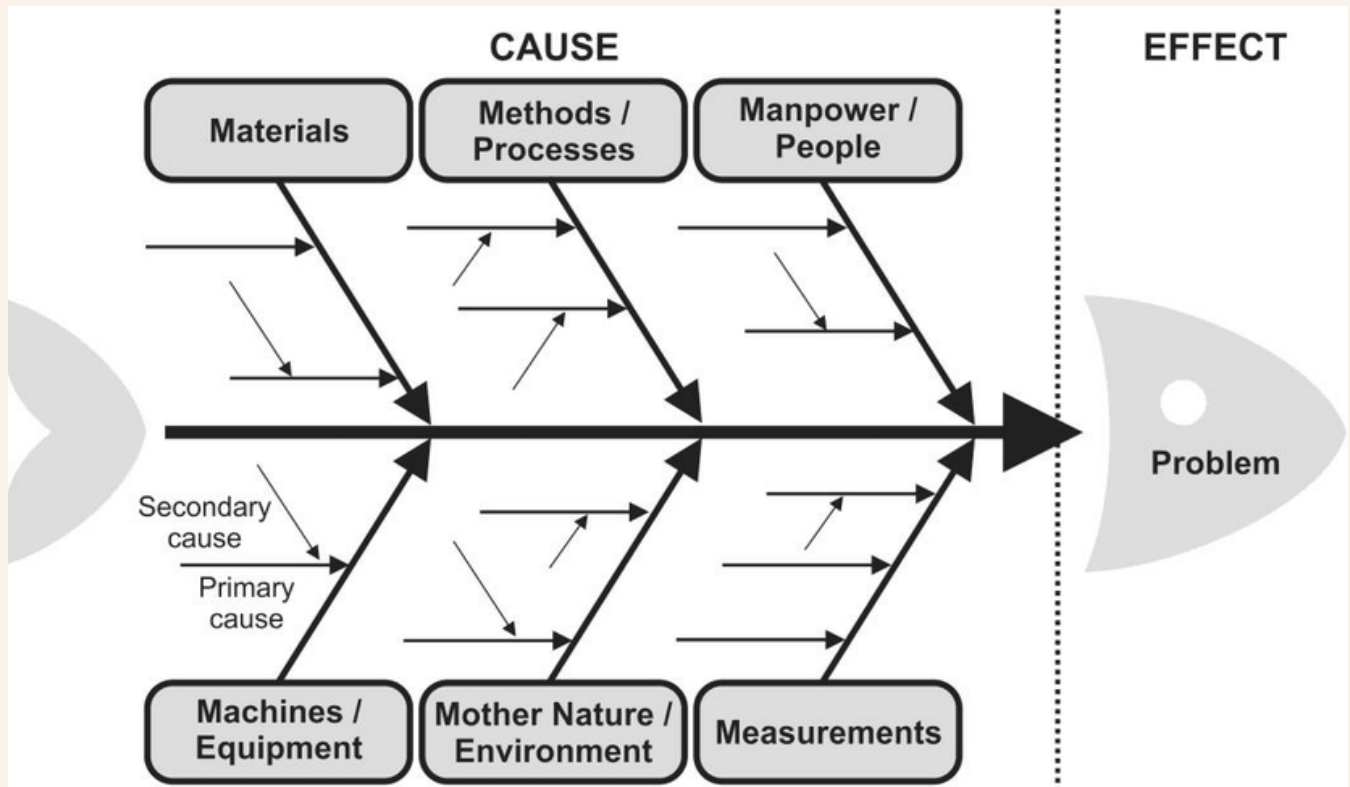 CAUSE
EFFECT
Materials
Methods /
Processes
Manpower /
People
Problem
Secondary
cause
Primary
cause
Machines /
Equipment
Mother Nature /
Environment
Measurements